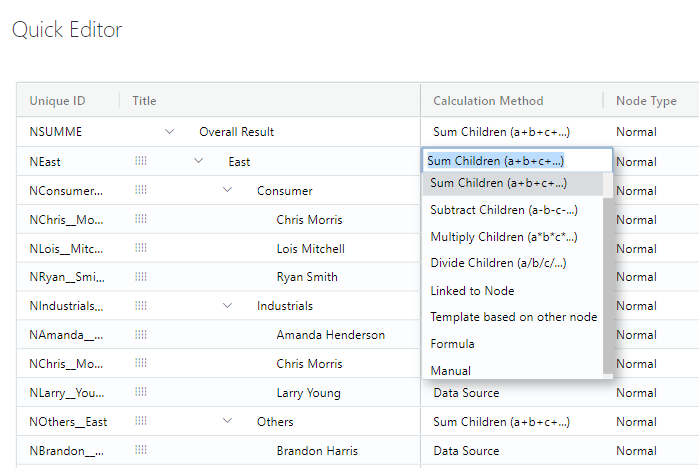 Quick Editor
Unique ID Title Calculation Method Node Type
NSUMME Overall Result Sum Children (a+b+c+...) Normal
NEast East Sum Children (a+b+c+...) Normal
Sum Children (a+b+c+...)
NConsumer... Consumer Normal
Subtract Children (a-b-c-...)
NChris__Mo... Chris Morris Normal
Multiply Children (a*b*c*...)
NLois__Mitc... Lois Mitchell Normal
Divide Children (a/b/c/...)
NRyan__Smi... Ryan Smith Normal
Linked to Node
NIndustrials... Industrials Normal
Template based on other node
NAmanda__... Amanda Henderson Normal
Formula
NChris__Mo... Chris Morris Normal
Manual
NLarry__You... Larry Young Data Source Normal
NOthers__East Others Sum Children (a+b+c+...) Normal
NBrandon__... Brandon Harris Data Source Normal